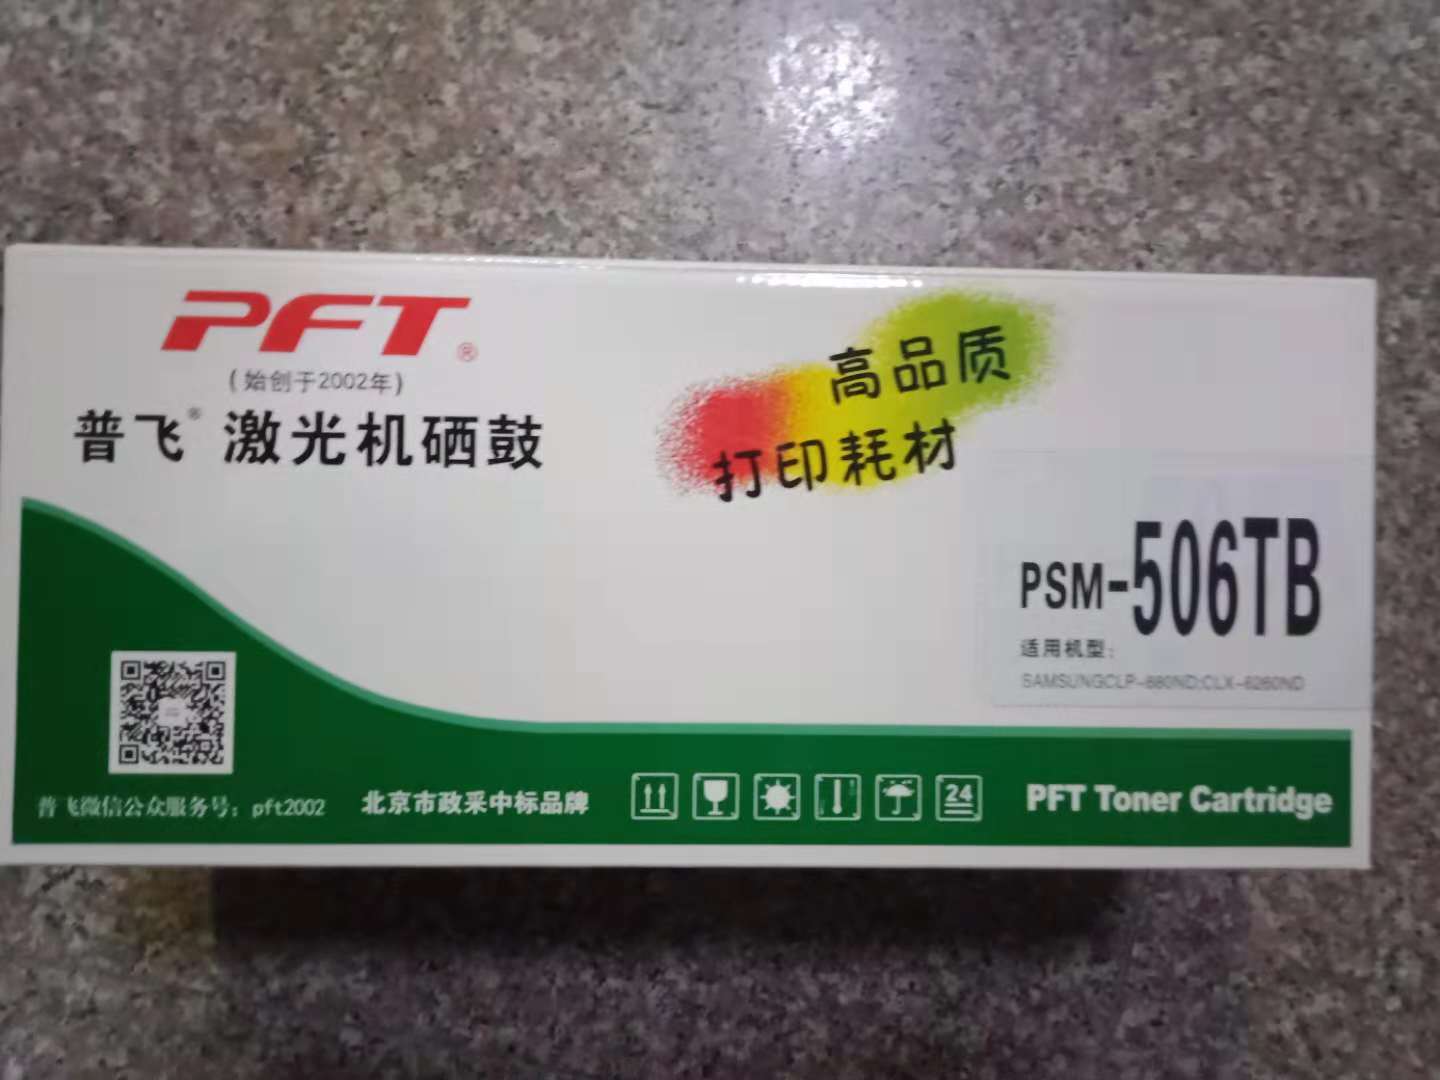 PFT®
(始创于2002年)
普飞® 激光机硒鼓
高品质
打印耗材
PSM-506TB
适用机型：
SAMSUNGCLP-680ND;CLX-6260ND
普飞微信公众服务号：pft2002
北京市政采中标品牌
24
PFT Toner Cartridge